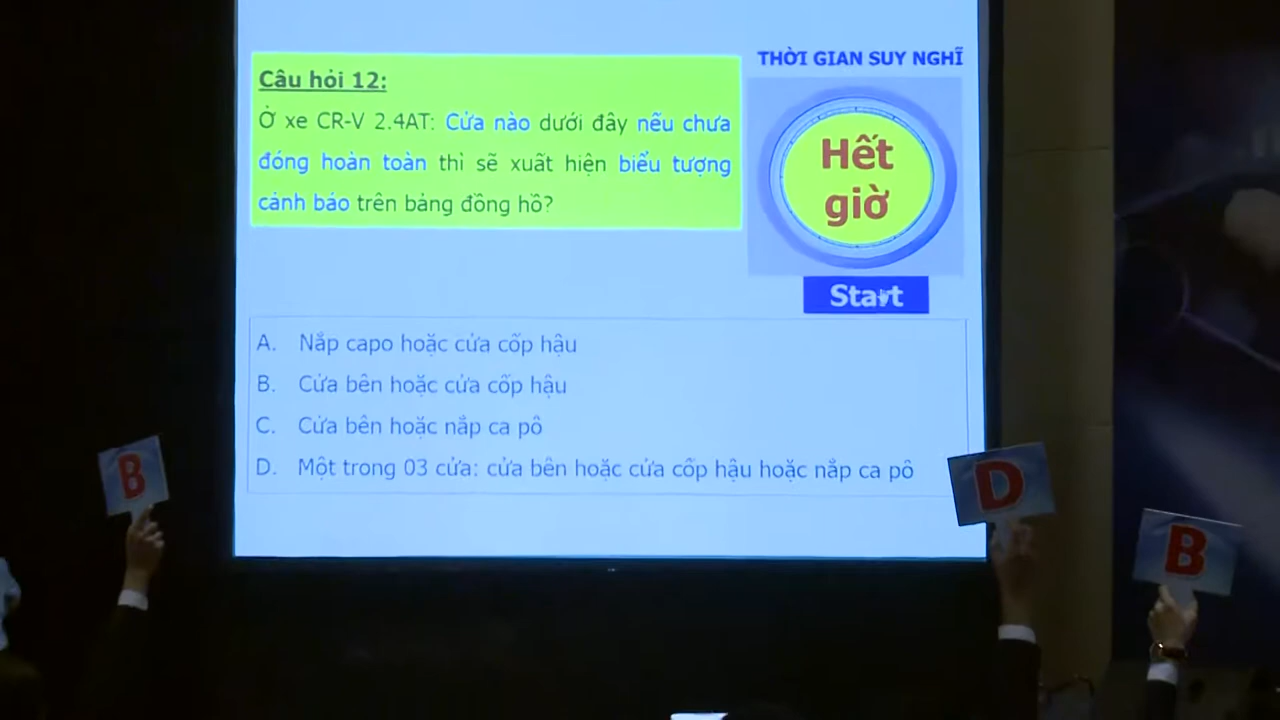 THỜI GIAN SUY NGHĨ
Câu hỏi 12:
Ở xe CR-V 2.4AT: Cửa nào dưới đây nếu chưa
đóng hoàn toàn thì sẽ xuất hiện biểu tượng
cảnh báo trên bảng đồng hồ?
Hết
giờ
Start
A. Nắp capo hoặc cửa cốp hậu
B. Cửa bên hoặc cửa cốp hậu
C. Cửa bên hoặc nắp ca pô
D. Một trong 03 cửa: cửa bên hoặc cửa cốp hậu hoặc nắp ca pô
B
D
B